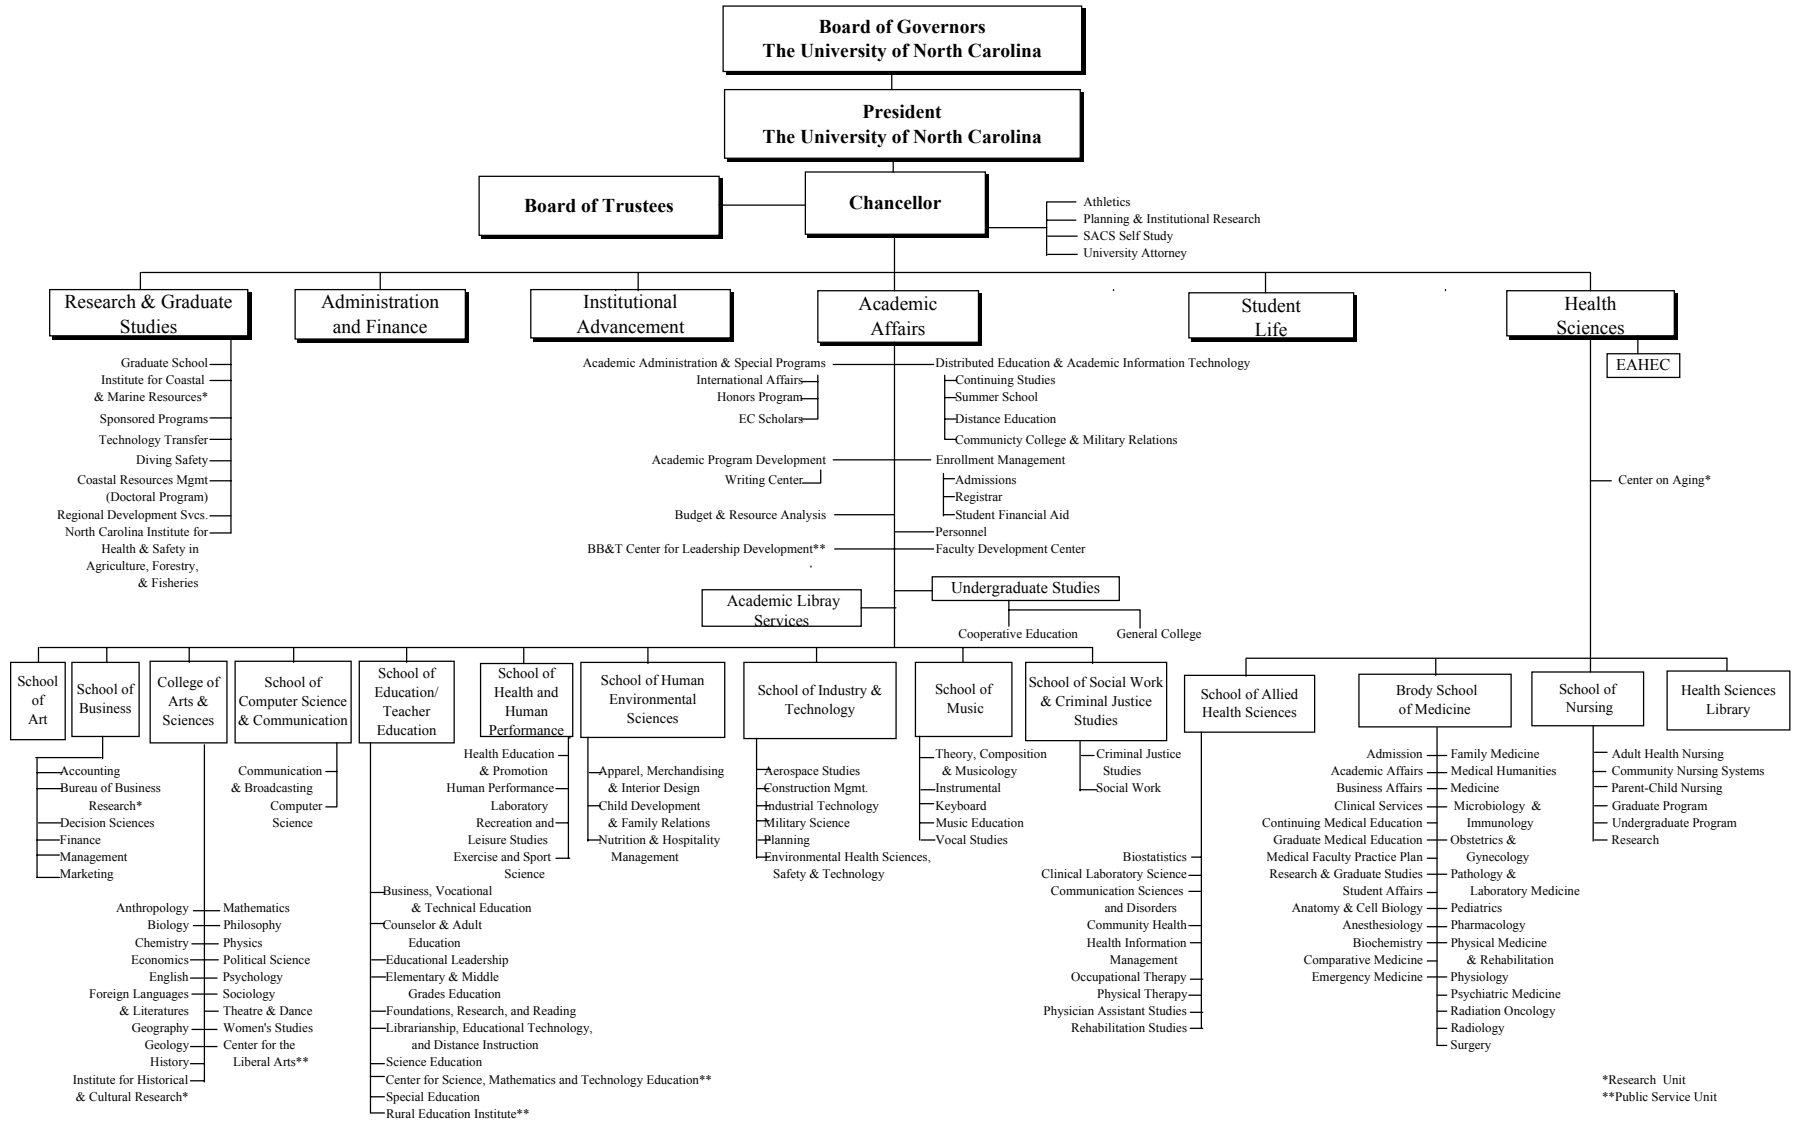 Board of Governors
The University of North Carolina
President
The University of North Carolina
Board of Trustees
Chancellor
Athletics
Planning & Institutional Research
SACS Self Study
University Attorney
Research & Graduate
Studies
Administration
and Finance
Institutional
Advancement
Academic
Affairs
Student
Life
Health
Sciences
EAHEC
Graduate School
Institute for Coastal
& Marine Resources*
Sponsored Programs
Technology Transfer
Diving Safety
Coastal Resources Mgmt
(Doctoral Program)
Regional Development Svcs.
North Carolina Institute for
Health & Safety in
Agriculture, Forestry,
& Fisheries
Academic Administration & Special Programs
International Affairs
Honors Program
EC Scholars
Academic Program Development
Writing Center
Budget & Resource Analysis
BB&T Center for Leadership Development**
Distributed Education & Academic Information Technology
Continuing Studies
Summer School
Distance Education
Communicty College & Military Relations
Enrollment Management
Admissions
Registrar
Student Financial Aid
Personnel
Faculty Development Center
Center on Aging*
Undergraduate Studies
Academic Libray
Services
Cooperative Education
General College
School
of
Art
School of
Business
College of
Arts &
Sciences
School of
Computer Science
& Communication
School of
Education/
Teacher
Education
School of
Health and
Human
Performance
School of Human
Environmental
Sciences
School of Industry &
Technology
School of
Music
School of Social Work
& Criminal Justice
Studies
School of Allied
Health Sciences
Brody School
of Medicine
School of
Nursing
Health Sciences
Library
Accounting
Bureau of Business
Research*
Decision Sciences
Finance
Management
Marketing
Anthropology
Biology
Chemistry
Economics
English
Foreign Languages
& Literatures
Geography
Geology
History
Institute for Historical
& Cultural Research*
Mathematics
Philosophy
Physics
Political Science
Psychology
Sociology
Theatre & Dance
Women's Studies
Center for the
Liberal Arts**
Communication
& Broadcasting
Computer
Science
Business, Vocational
& Technical Education
Counselor & Adult
Education
Educational Leadership
Elementary & Middle
Grades Education
Foundations, Research, and Reading
Librarianship, Educational Technology,
and Distance Instruction
Science Education
Center for Science, Mathematics and Technology Education**
Special Education
Rural Education Institute**
Health Education
& Promotion
Human Performance
Laboratory
Recreation and
Leisure Studies
Exercise and Sport
Science
Apparel, Merchandising
& Interior Design
Child Development
& Family Relations
Nutrition & Hospitality
Management
Aerospace Studies
Construction Mgmt.
Industrial Technology
Military Science
Planning
Environmental Health Sciences,
Safety & Technology
Theory, Composition
& Musicology
Instrumental
Keyboard
Music Education
Vocal Studies
Criminal Justice
Studies
Social Work
Biostatistics
Clinical Laboratory Science
Communication Sciences
and Disorders
Community Health
Health Information
Management
Occupational Therapy
Physical Therapy
Physician Assistant Studies
Rehabilitation Studies
Admission
Academic Affairs
Business Affairs
Clinical Services
Continuing Medical Education
Graduate Medical Education
Medical Faculty Practice Plan
Research & Graduate Studies
Student Affairs
Anatomy & Cell Biology
Anesthesiology
Biochemistry
Comparative Medicine
Emergency Medicine
Family Medicine
Medical Humanities
Medicine
Microbiology &
Immunology
Obstetrics &
Gynecology
Pathology &
Laboratory Medicine
Pediatrics
Pharmacology
Physical Medicine
& Rehabilitation
Physiology
Psychiatric Medicine
Radiation Oncology
Radiology
Surgery
Adult Health Nursing
Community Nursing Systems
Parent-Child Nursing
Graduate Program
Undergraduate Program
Research
*Research Unit
**Public Service Unit